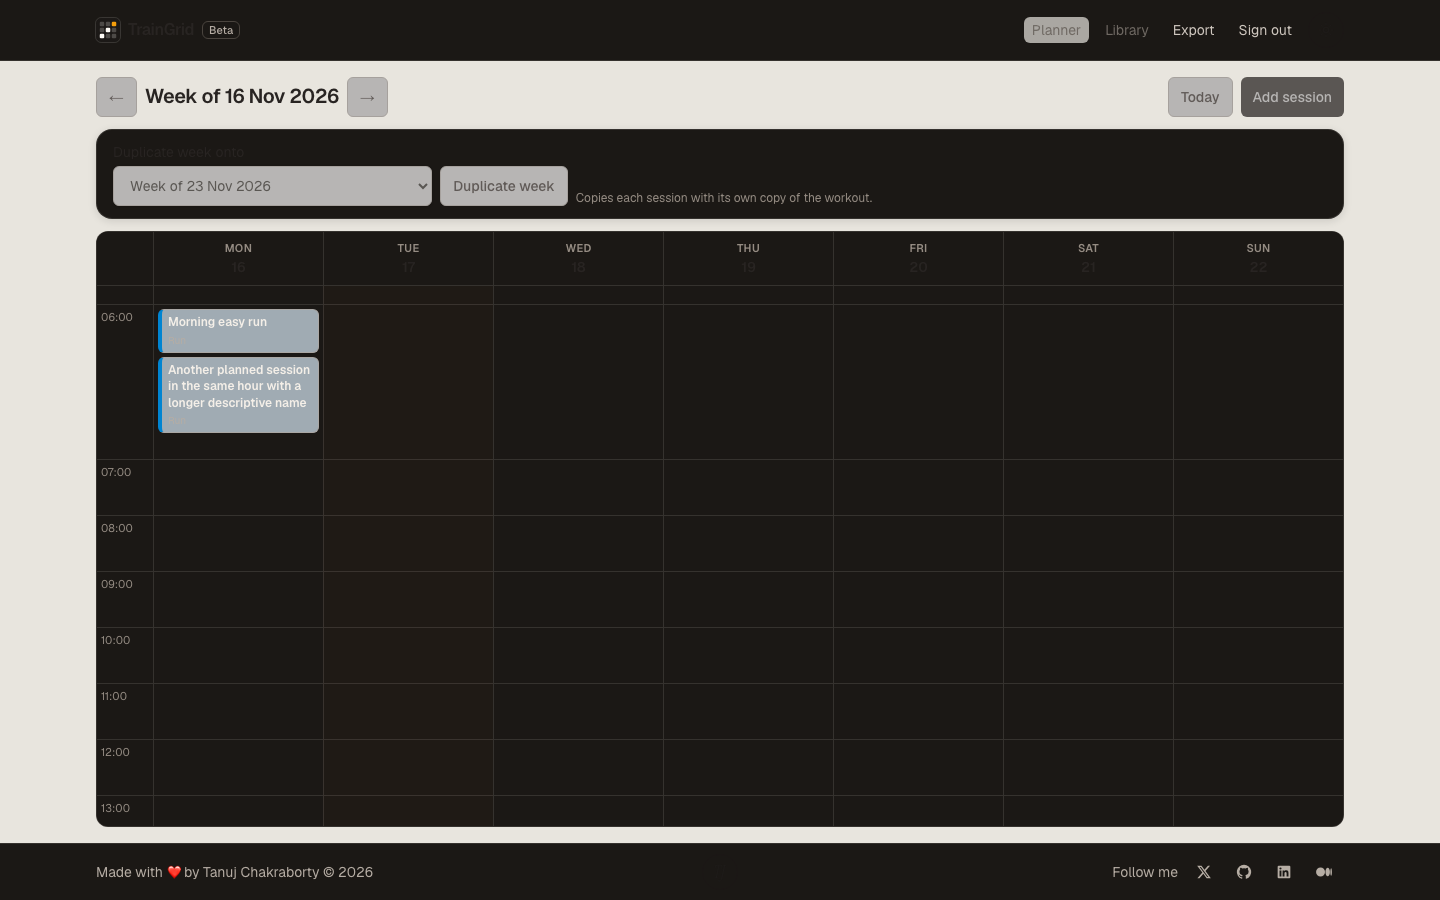 TrainGrid Beta
Planner Library Export Sign out
← Week of 16 Nov 2026 →
Today Add session
Duplicate week onto
Week of 23 Nov 2026
Duplicate week
Copies each session with its own copy of the workout.
MON TUE WED THU FRI SAT SUN
16 17 18 19 20 21 22
06:00
Morning easy run
Another planned session
in the same hour with a
longer descriptive name
07:00
08:00
09:00
10:00
11:00
12:00
13:00
Made with ❤️ by Tanuj Chakraborty © 2026
Follow me